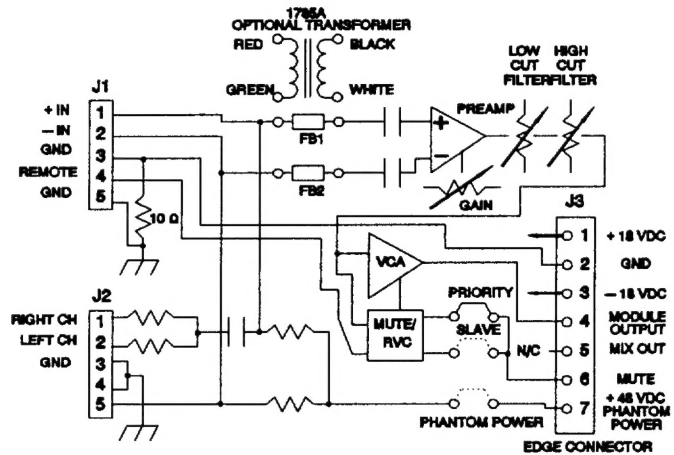 1785A
OPTIONAL TRANSFORMER
RED
BLACK
GREEN
WHITE
LOW
CUT
FILTER
HIGH
CUT
FILTER
J1
+ IN
1
− IN
2
GND
3
REMOTE
4
GND
5
10 Ω
FB1
FB2
+
−
PREAMP
GAIN
J3
1
+ 18 VDC
2
GND
3
− 18 VDC
4
MODULE
OUTPUT
N/C
5
MIX OUT
6
MUTE
7
+ 48 VDC
PHANTOM
POWER
VCA
MUTE/
RVC
PRIORITY
SLAVE
J2
RIGHT CH
1
LEFT CH
2
GND
3
4
5
PHANTOM POWER
EDGE CONNECTOR